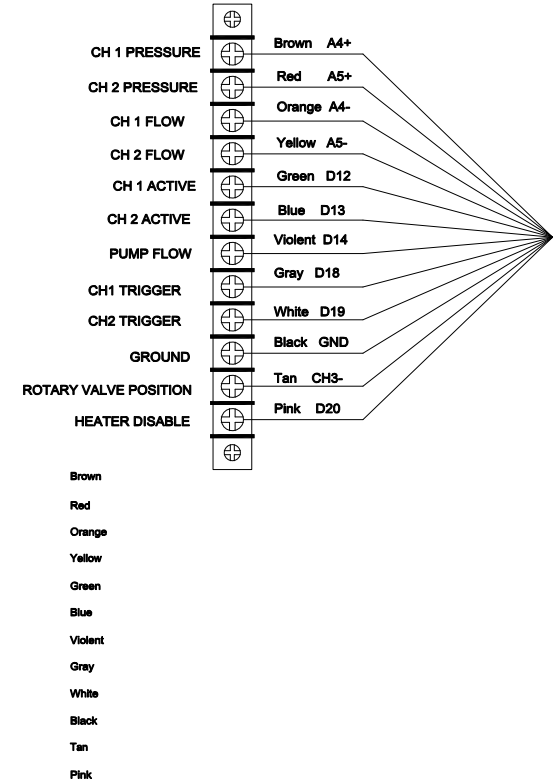 CH 1 PRESSURE Brown A4+
CH 2 PRESSURE Red A5+
CH 1 FLOW Orange A4-
CH 2 FLOW Yellow A5-
CH 1 ACTIVE Green D12
CH 2 ACTIVE Blue D13
PUMP FLOW Violent D14
CH1 TRIGGER Gray D18
CH2 TRIGGER White D19
GROUND Black GND
ROTARY VALVE POSITION Tan CH3-
HEATER DISABLE Pink D20
Brown
Red
Orange
Yellow
Green
Blue
Violent
Gray
White
Black
Tan
Pink